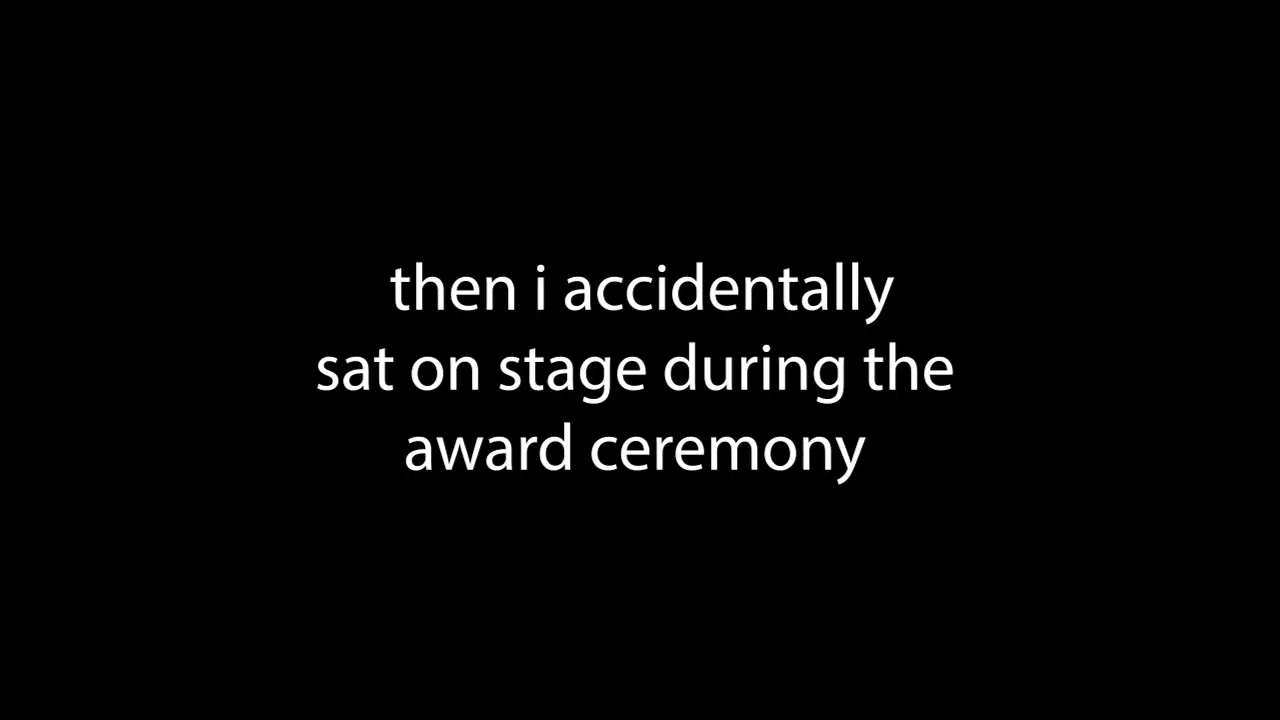 then i accidentally
sat on stage during the
award ceremony